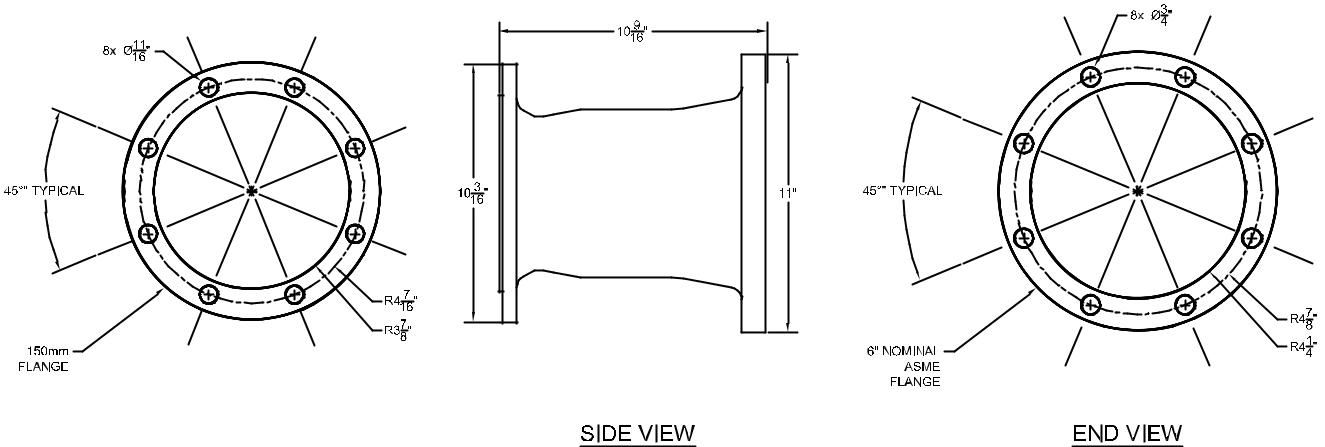 8x Ø11/16"
45°" TYPICAL
R4 7/16"
R3 7/8"
150mm
FLANGE
10 9/16"
10 3/16"
11"
SIDE VIEW
8x Ø3/4"
45°" TYPICAL
R4 7/8"
R4 1/4"
6" NOMINAL
ASME
FLANGE
END VIEW